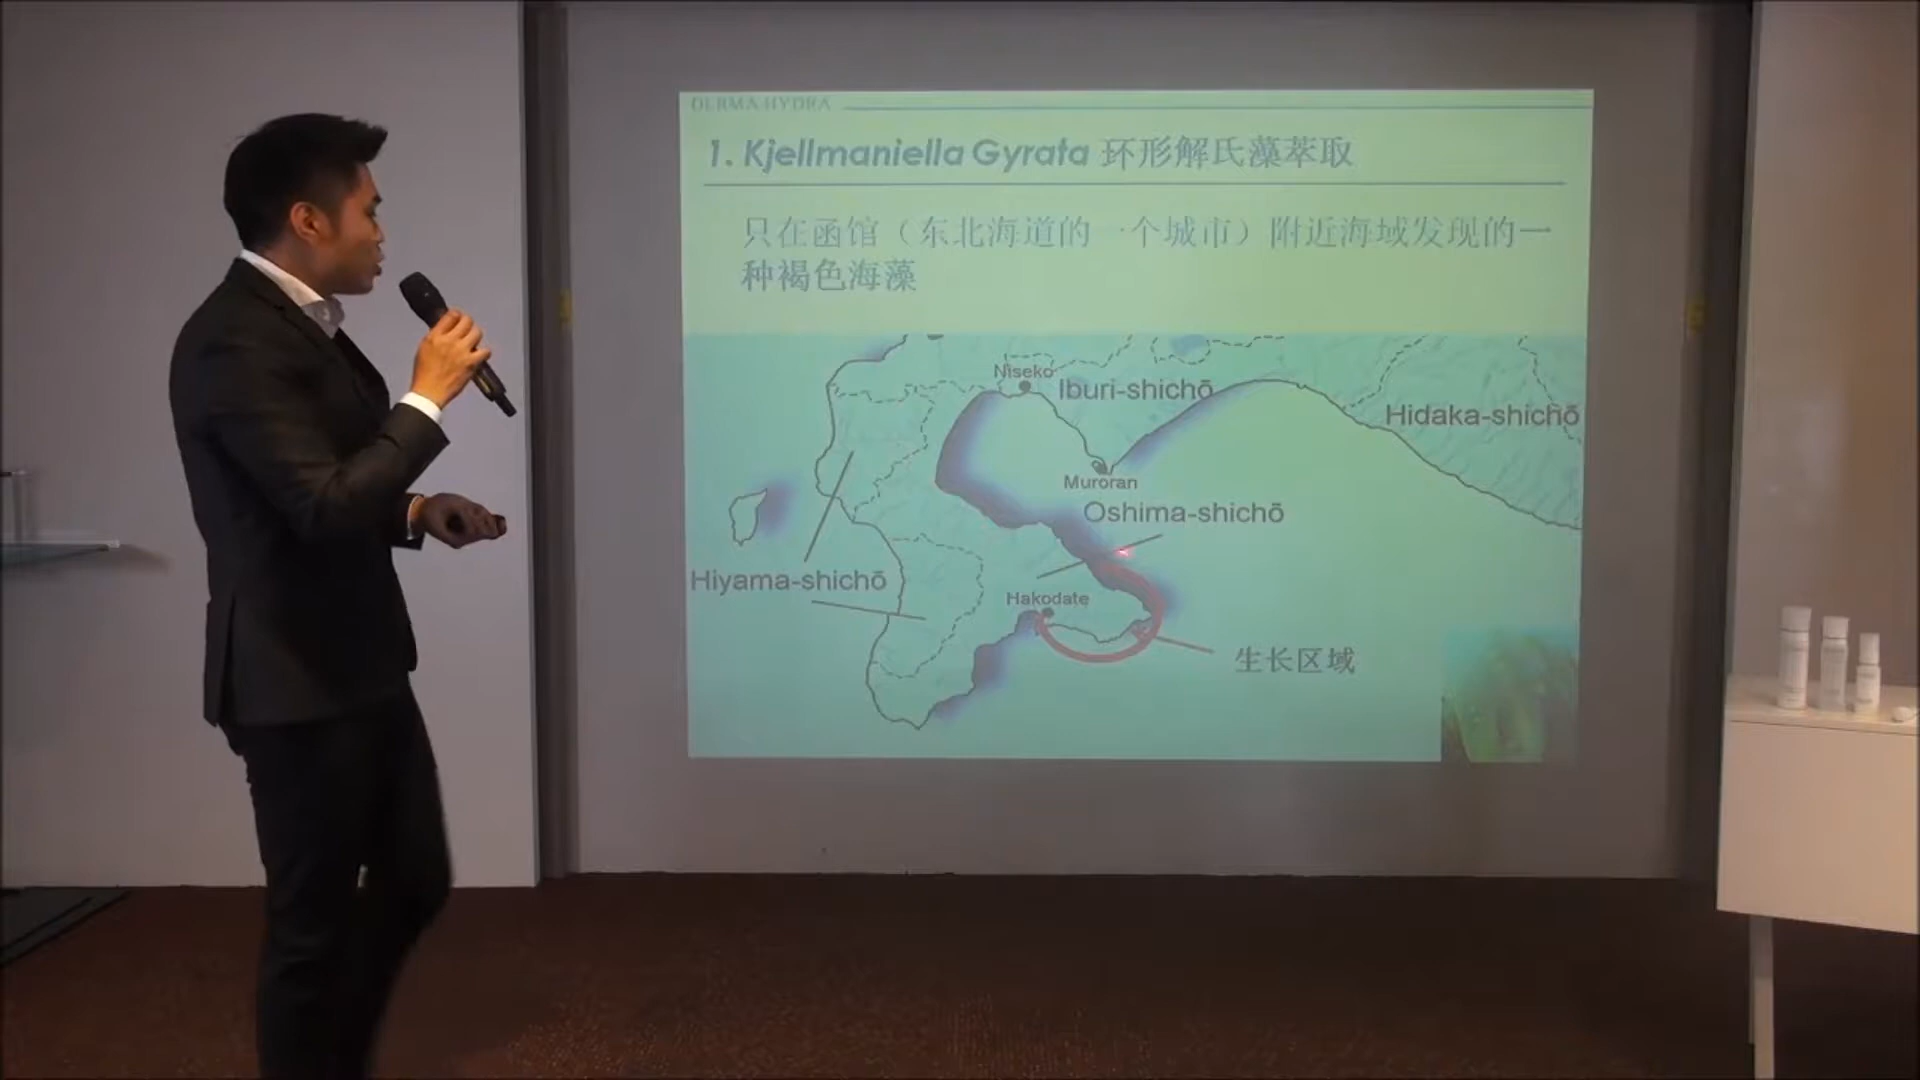 DERMA HYDRA
1. Kjellmaniella Gyrata 环形解氏藻萃取
只在函馆（东北海道的一个城市）附近海域发现的一
种褐色海藻
Niseko
Iburi-shichō
Hidaka-shichō
Muroran
Oshima-shichō
Hiyama-shichō
Hakodate
生长区域